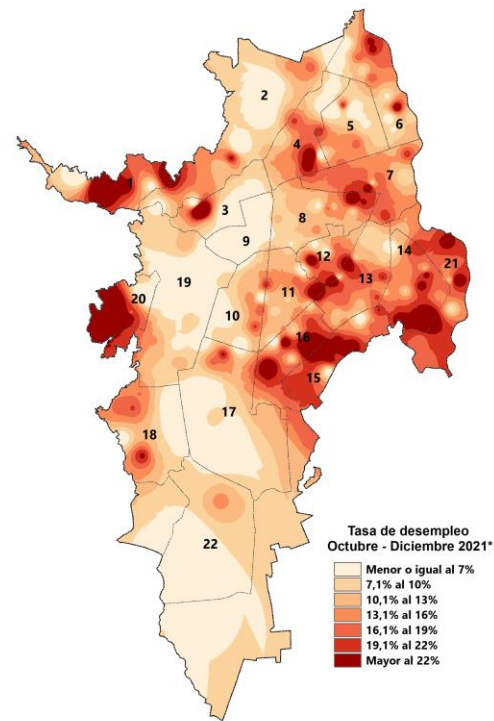 2
5
6
4
7
1
3
8
9
12
14
13
21
19
20
11
10
16
15
17
18
22
Tasa de desempleo
Octubre - Diciembre 2021*
Menor o igual al 7%
7,1% al 10%
10,1% al 13%
13,1% al 16%
16,1% al 19%
19,1% al 22%
Mayor al 22%